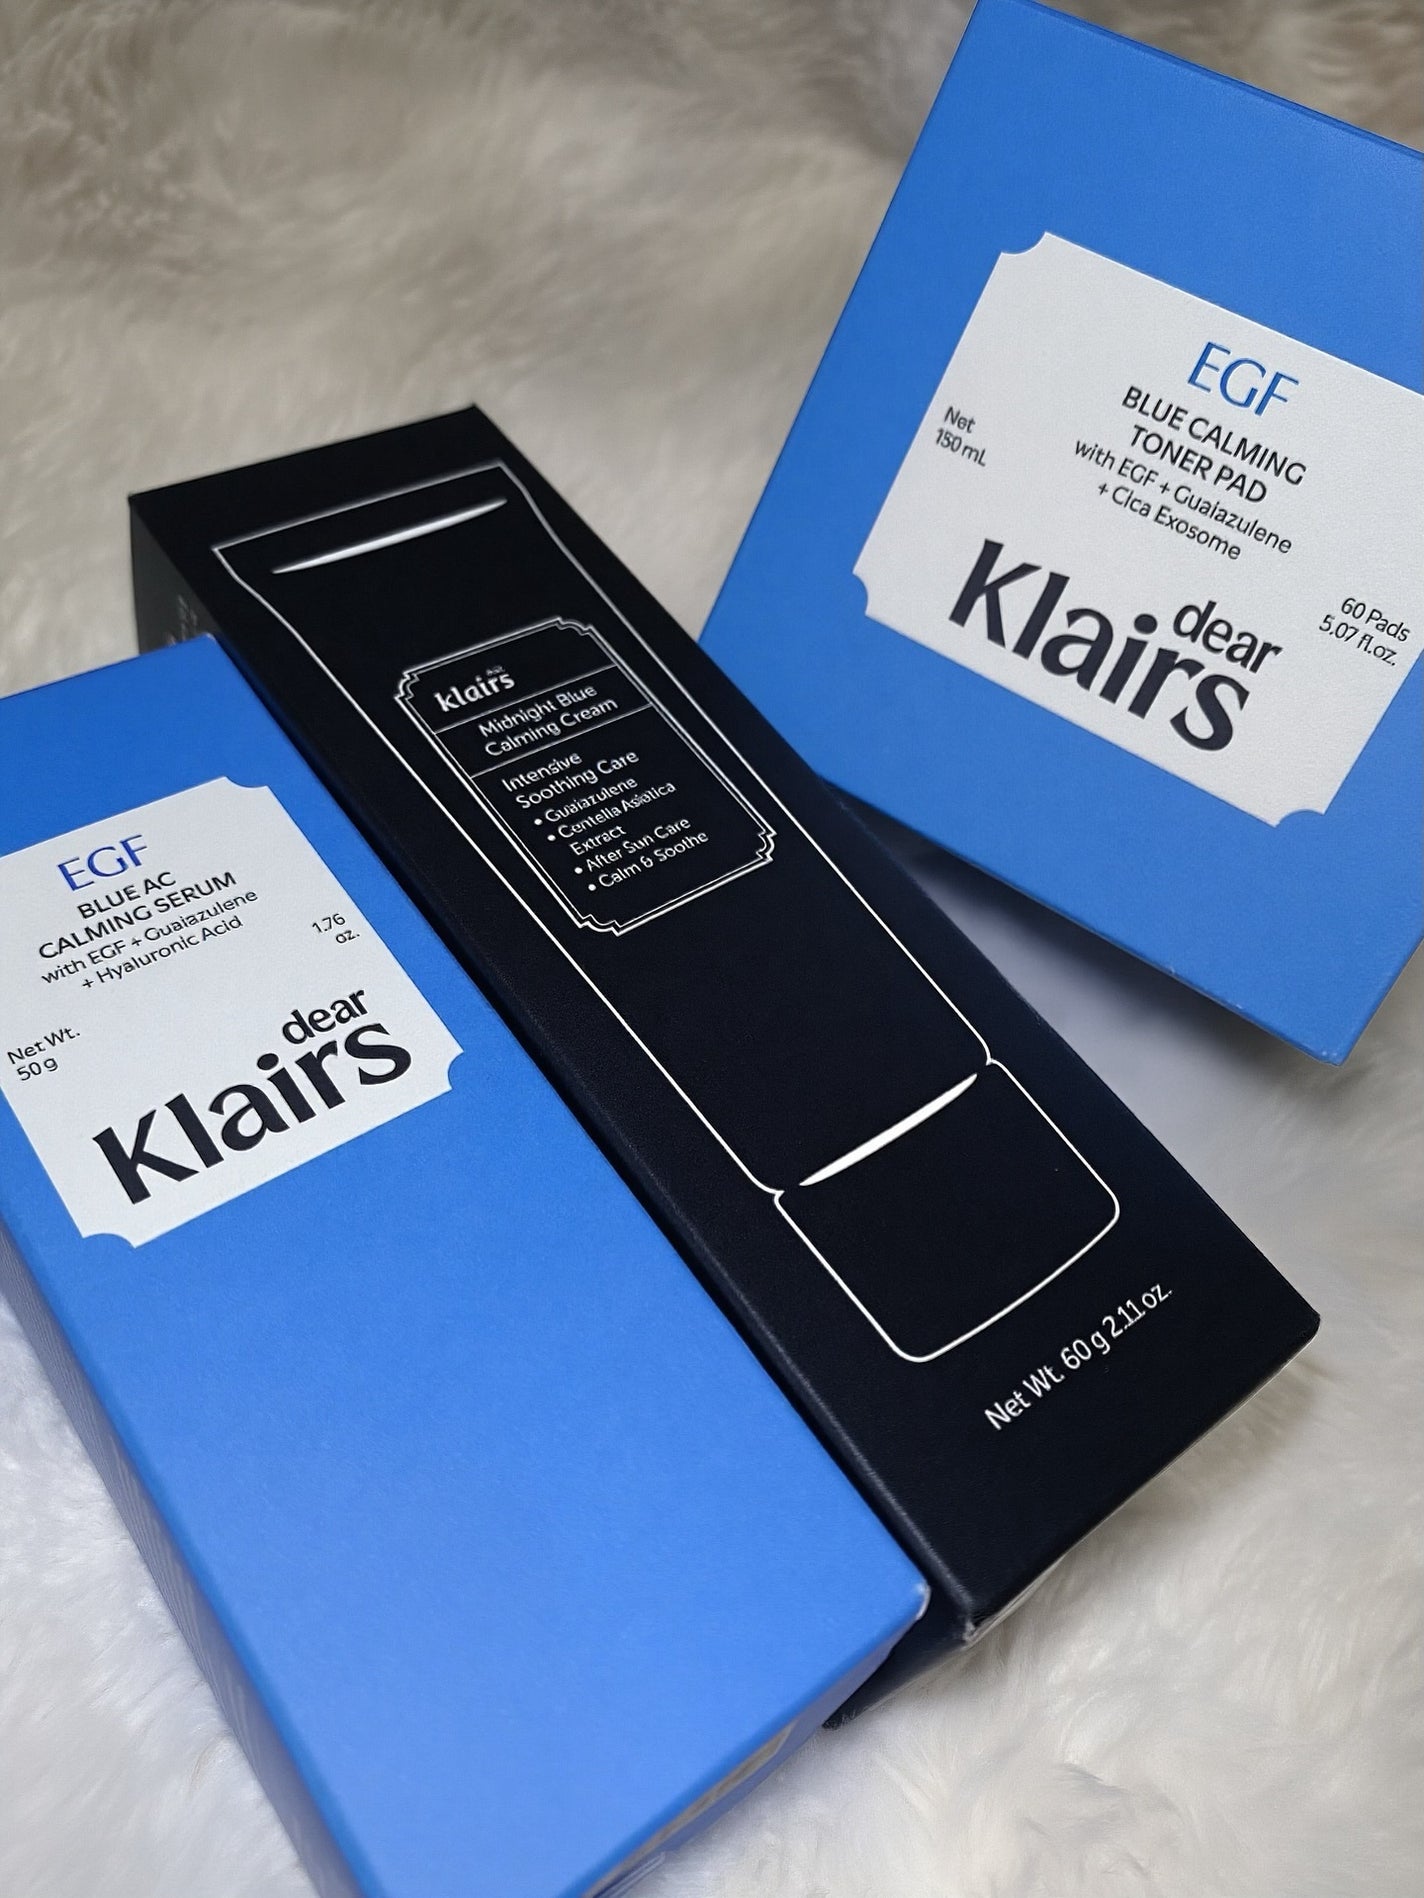 EGF
BLUE AC
CALMING SERUM
with EGF + Guaiazulene
+ Hyaluronic Acid
1.76
oz.
Net Wt.
50 g
dear
Klairs
klairs
Midnight Blue
Calming Cream
Intensive
Soothing Care
• Guaiazulene
• Centella Asiatica
Extract
• After Sun Care
• Calm & Soothe
Net Wt. 60 g 2.11 oz.
EGF
BLUE CALMING
TONER PAD
with EGF + Guaiazulene
+ Cica Exosome
Net
150 mL
60 Pads
5.07 fl.oz.
dear
Klairs